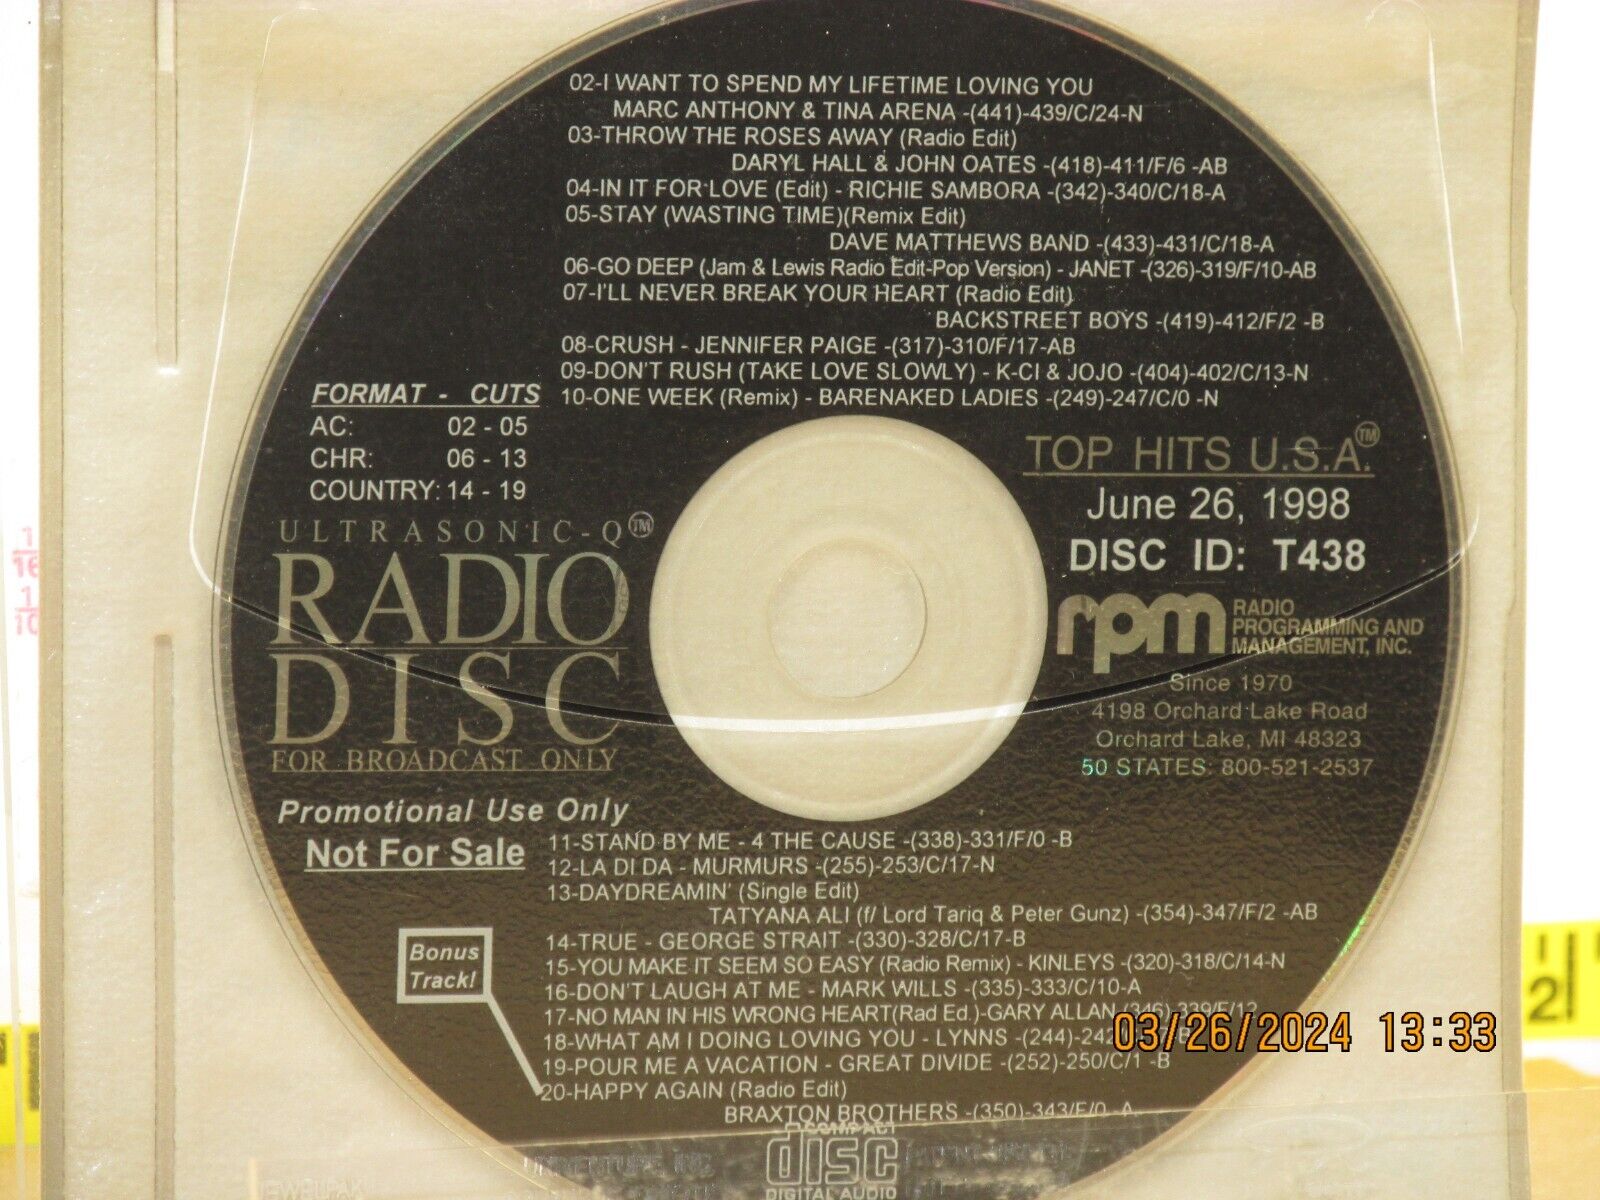 02-I WANT TO SPEND MY LIFETIME LOVING YOU
MARC ANTHONY & TINA ARENA -(441)-439/C/24-N
03-THROW THE ROSES AWAY (Radio Edit)
DARYL HALL & JOHN OATES -(418)-411/F/6 -AB
04-IN IT FOR LOVE (Edit) - RICHIE SAMBORA -(342)-340/C/18-A
05-STAY (WASTING TIME)(Remix Edit)
DAVE MATTHEWS BAND -(433)-431/C/18-A
06-GO DEEP (Jam & Lewis Radio Edit-Pop Version) - JANET -(326)-319/F/10-AB
07-I'LL NEVER BREAK YOUR HEART (Radio Edit)
BACKSTREET BOYS -(419)-412/F/2 -B
08-CRUSH - JENNIFER PAIGE -(317)-310/F/17-AB
09-DON'T RUSH (TAKE LOVE SLOWLY) - K-CI & JOJO -(404)-402/C/13-N
10-ONE WEEK (Remix) - BARENAKED LADIES -(249)-247/C/0 -N
FORMAT - CUTS
AC: 02 - 05
CHR: 06 - 13
COUNTRY: 14 - 19
ULTRASONIC-Q™
RADIO
DISC
FOR BROADCAST ONLY
Promotional Use Only
Not For Sale
TOP HITS U.S.A.™
June 26, 1998
DISC ID: T438
rpm RADIO
PROGRAMMING AND
MANAGEMENT, INC.
Since 1970
4198 Orchard Lake Road
Orchard Lake, MI 48323
50 STATES: 800-521-2537
11-STAND BY ME - 4 THE CAUSE -(338)-331/F/0 -B
12-LA DI DA - MURMURS -(255)-253/C/17-N
13-DAYDREAMIN' (Single Edit)
TATYANA ALI (f/ Lord Tariq & Peter Gunz) -(354)-347/F/2 -AB
14-TRUE - GEORGE STRAIT -(330)-328/C/17-B
15-YOU MAKE IT SEEM SO EASY (Radio Remix) - KINLEYS -(320)-318/C/14-N
16-DON'T LAUGH AT ME - MARK WILLS -(335)-333/C/10-A
17-NO MAN IN HIS WRONG HEART(Rad Ed.)-GARY ALLAN-(346)-339/F/12
18-WHAT AM I DOING LOVING YOU - LYNNS -(244)-242
19-POUR ME A VACATION - GREAT DIVIDE -(252)-250/C/1 -B
Bonus
Track!
20-HAPPY AGAIN (Radio Edit)
BRAXTON BROTHERS -(350)-343/F/0 -A
COMPACT
disc
DIGITAL AUDIO
03/26/2024 13:33
1
16
1
10
2